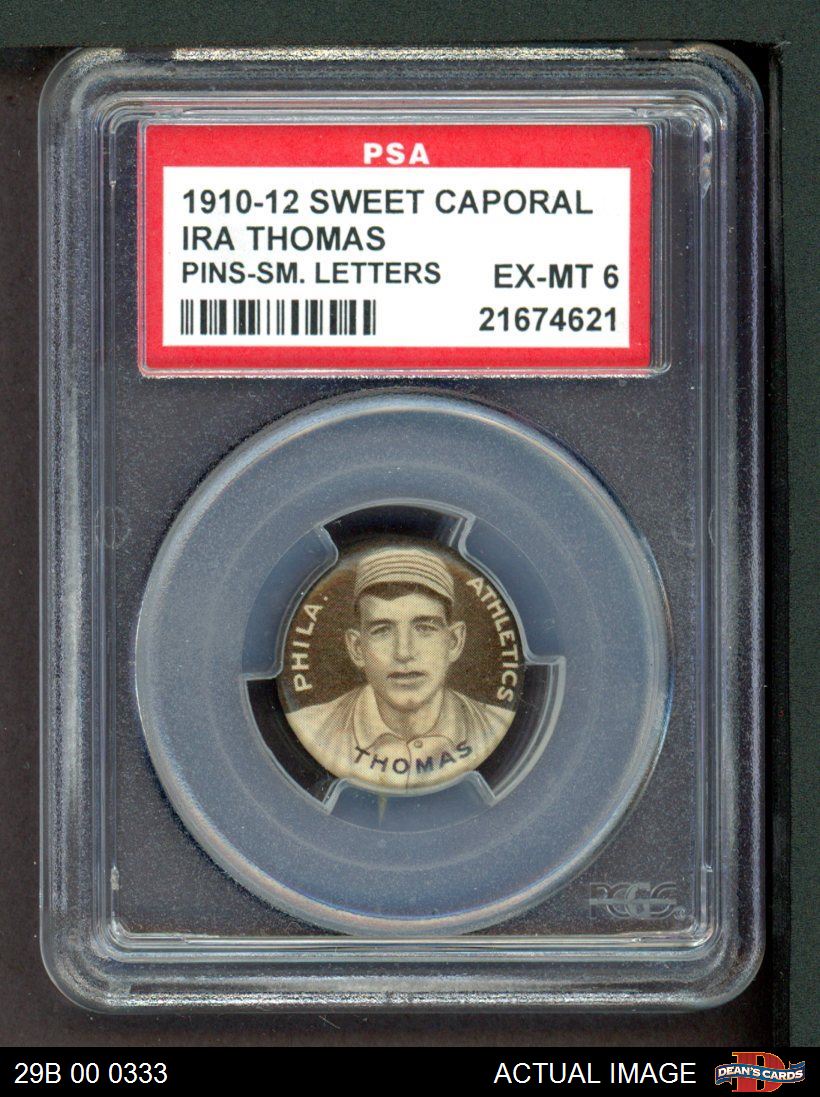 PSA
1910-12 SWEET CAPORAL
IRA THOMAS
PINS-SM. LETTERS EX-MT 6
21674621
PHILA.
ATHLETICS
THOMAS
PCGS
29B 00 0333 ACTUAL IMAGE DEAN'S CARDS